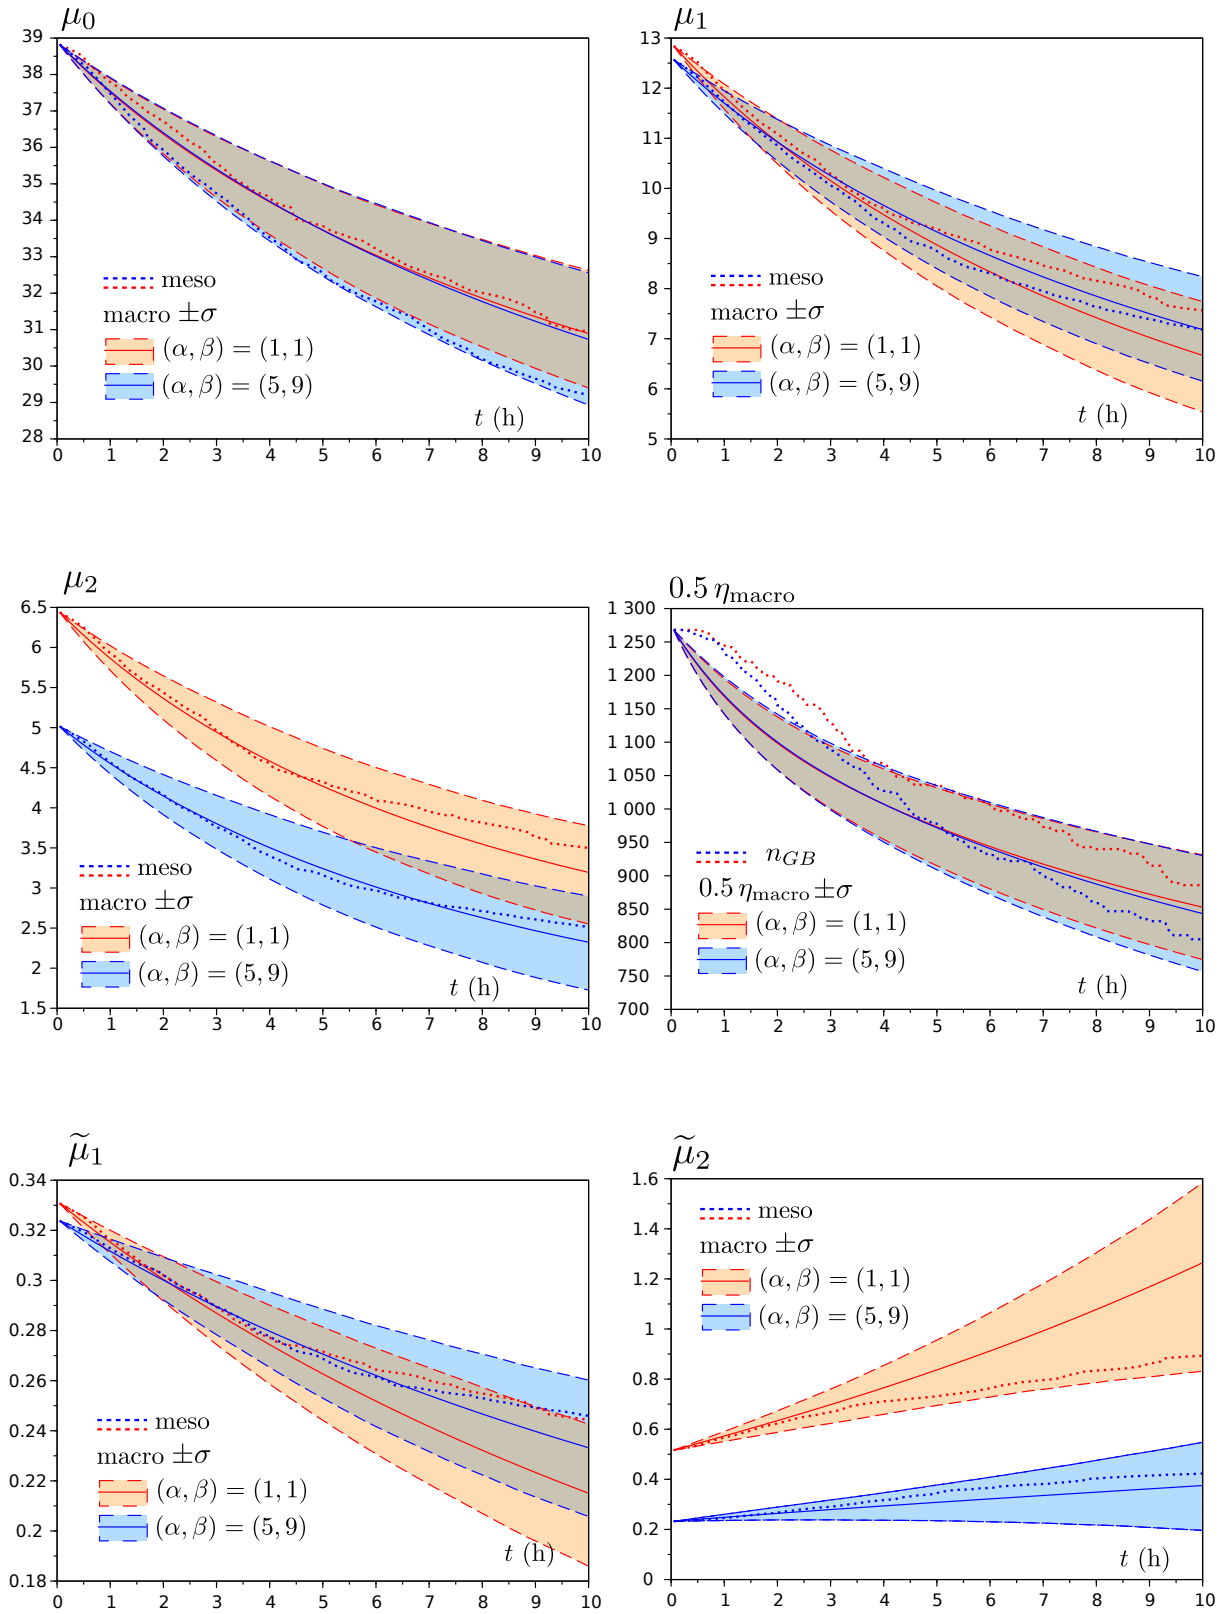 μ₀
39
38
37
36
35
34
33
32
31
30
29
28
0 1 2 3 4 5 6 7 8 9 10
meso
macro ±σ
(α, β) = (1, 1)
(α, β) = (5, 9)
t (h)
μ₁
13
12
11
10
9
8
7
6
5
0 1 2 3 4 5 6 7 8 9 10
meso
macro ±σ
(α, β) = (1, 1)
(α, β) = (5, 9)
t (h)
μ₂
6.5
6
5.5
5
4.5
4
3.5
3
2.5
2
1.5
0 1 2 3 4 5 6 7 8 9 10
meso
macro ±σ
(α, β) = (1, 1)
(α, β) = (5, 9)
t (h)
0.5 η_macro
1 300
1 250
1 200
1 150
1 100
1 050
1 000
950
900
850
800
750
700
0 1 2 3 4 5 6 7 8 9 10
n_GB
0.5 η_macro ±σ
(α, β) = (1, 1)
(α, β) = (5, 9)
t (h)
μ̃₁
0.34
0.32
0.3
0.28
0.26
0.24
0.22
0.2
0.18
0 1 2 3 4 5 6 7 8 9 10
meso
macro ±σ
(α, β) = (1, 1)
(α, β) = (5, 9)
t (h)
μ̃₂
1.6
1.4
1.2
1
0.8
0.6
0.4
0.2
0
0 1 2 3 4 5 6 7 8 9 10
meso
macro ±σ
(α, β) = (1, 1)
(α, β) = (5, 9)
t (h)